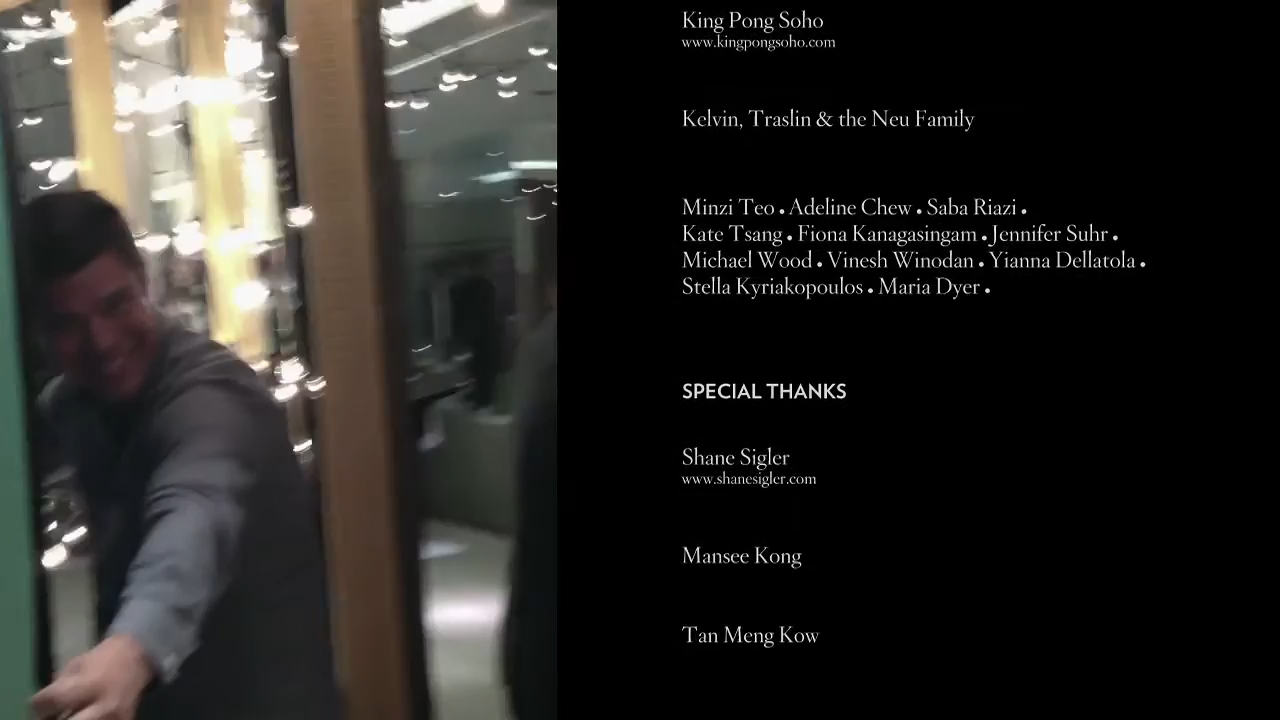 King Pong Soho
www.kingpongsoho.com
Kelvin, Traslin & the Neu Family
Minzi Teo • Adeline Chew • Saba Riazi •
Kate Tsang • Fiona Kanagasingam • Jennifer Suhr •
Michael Wood • Vinesh Winodan • Yianna Dellatola •
Stella Kyriakopoulos • Maria Dyer •
SPECIAL THANKS
Shane Sigler
www.shanesigler.com
Mansee Kong
Tan Meng Kow